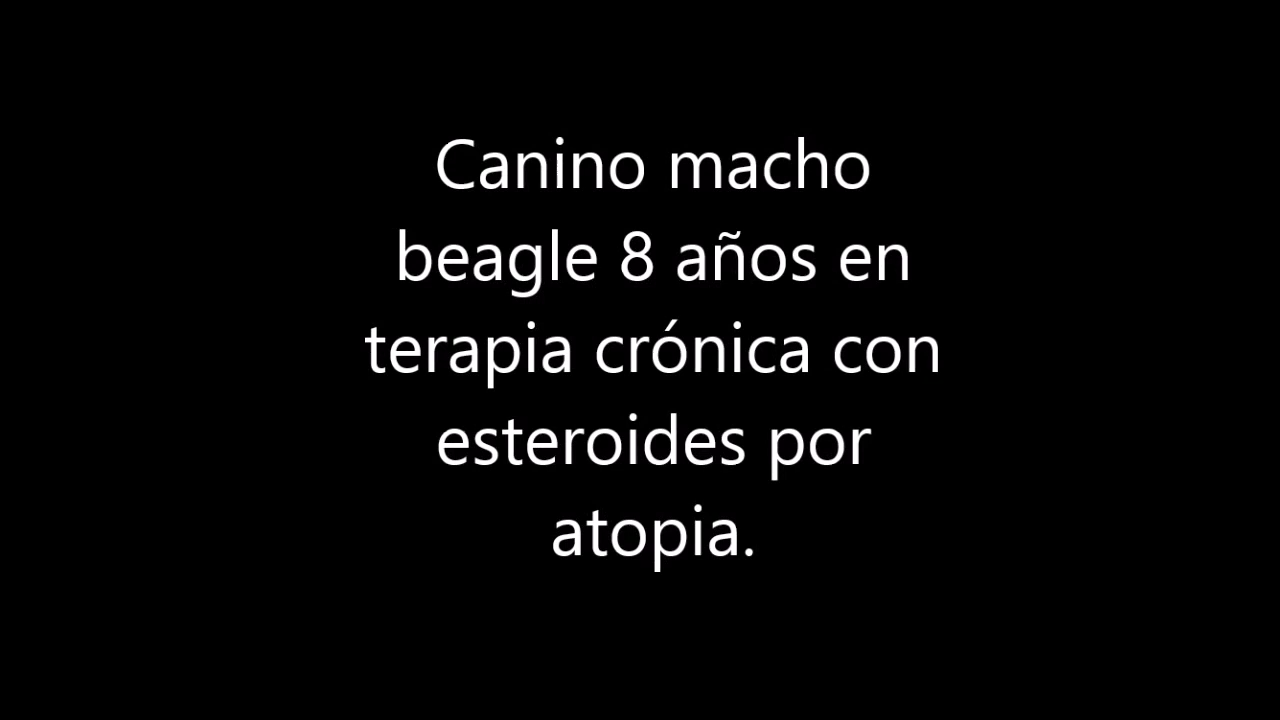 Canino macho
beagle 8 años en
terapia crónica con
esteroides por
atopia.